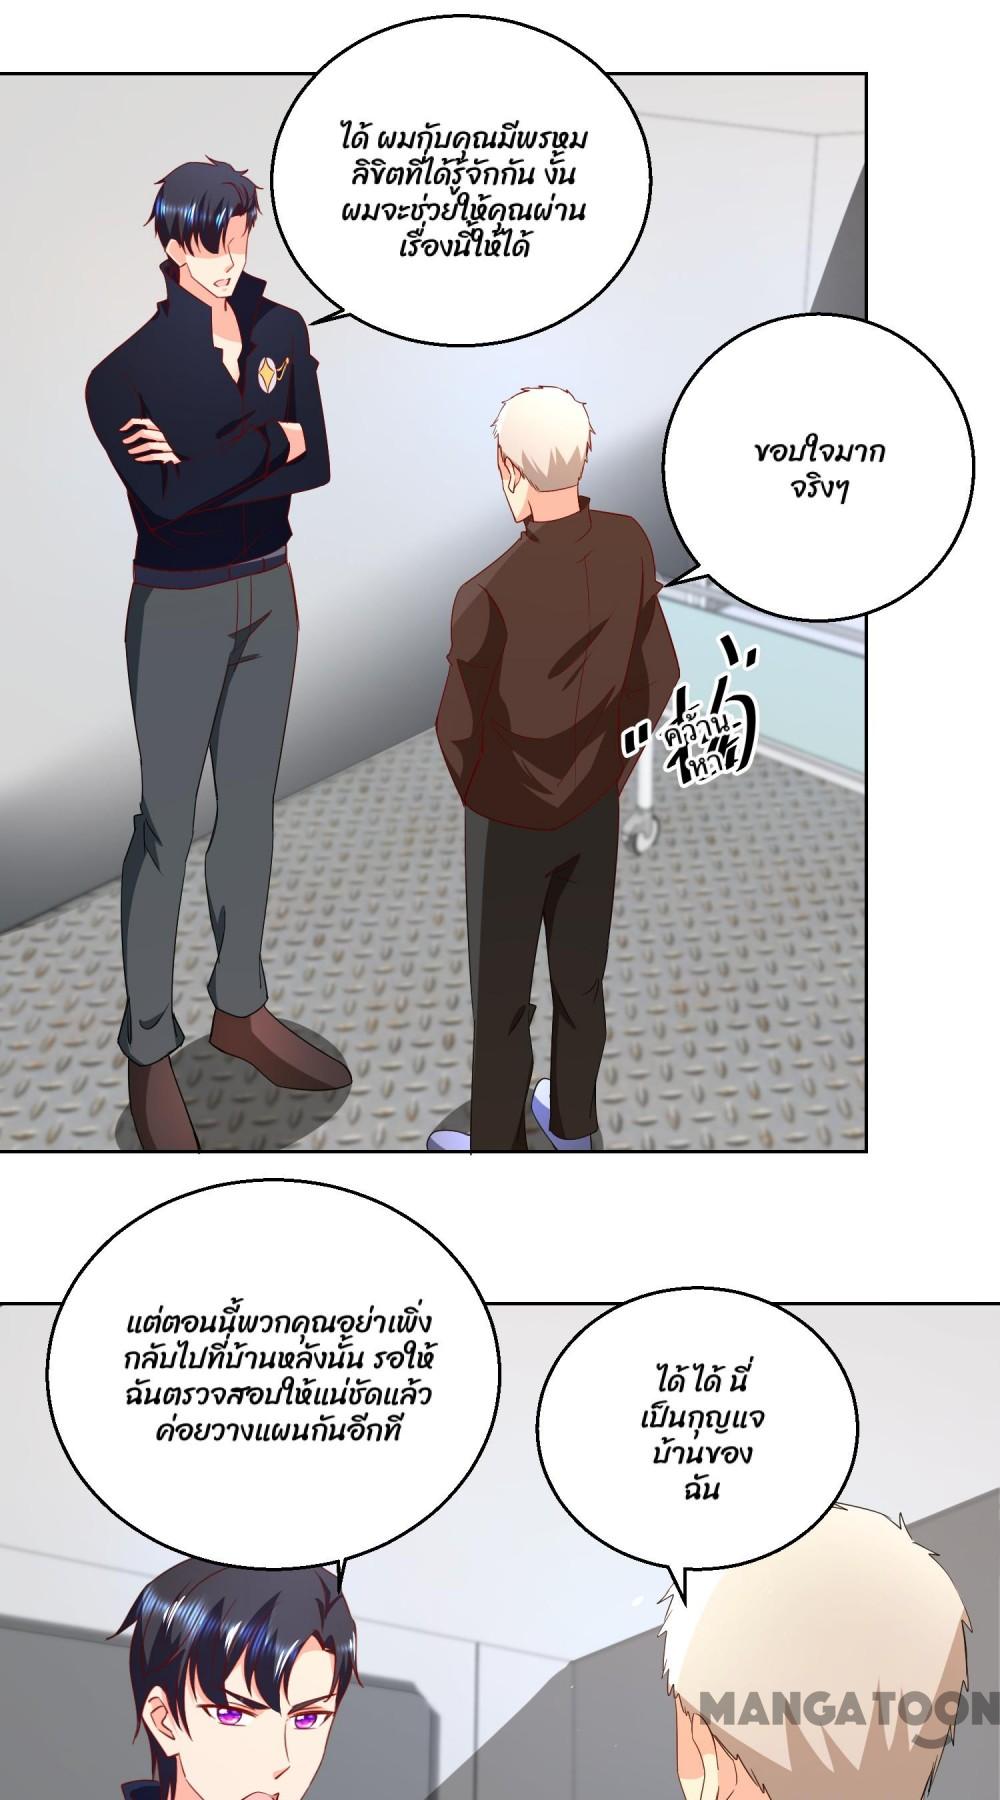 ได้ ผมกับคุณมีพรหม
ลิขิตที่ได้รู้จักกัน งั้น
ผมจะช่วยให้คุณผ่าน
เรื่องนี้ให้ได้
ขอบใจมาก
จริงๆ
คว้าน
หา
แต่ตอนนี้พวกคุณอย่าเพิ่ง
กลับไปที่บ้านหลังนั้น รอให้
ฉันตรวจสอบให้แน่ชัดแล้ว
ค่อยวางแผนกันอีกที
ได้ ได้ นี่
เป็นกุญแจ
บ้านของ
ฉัน
MANGATOON